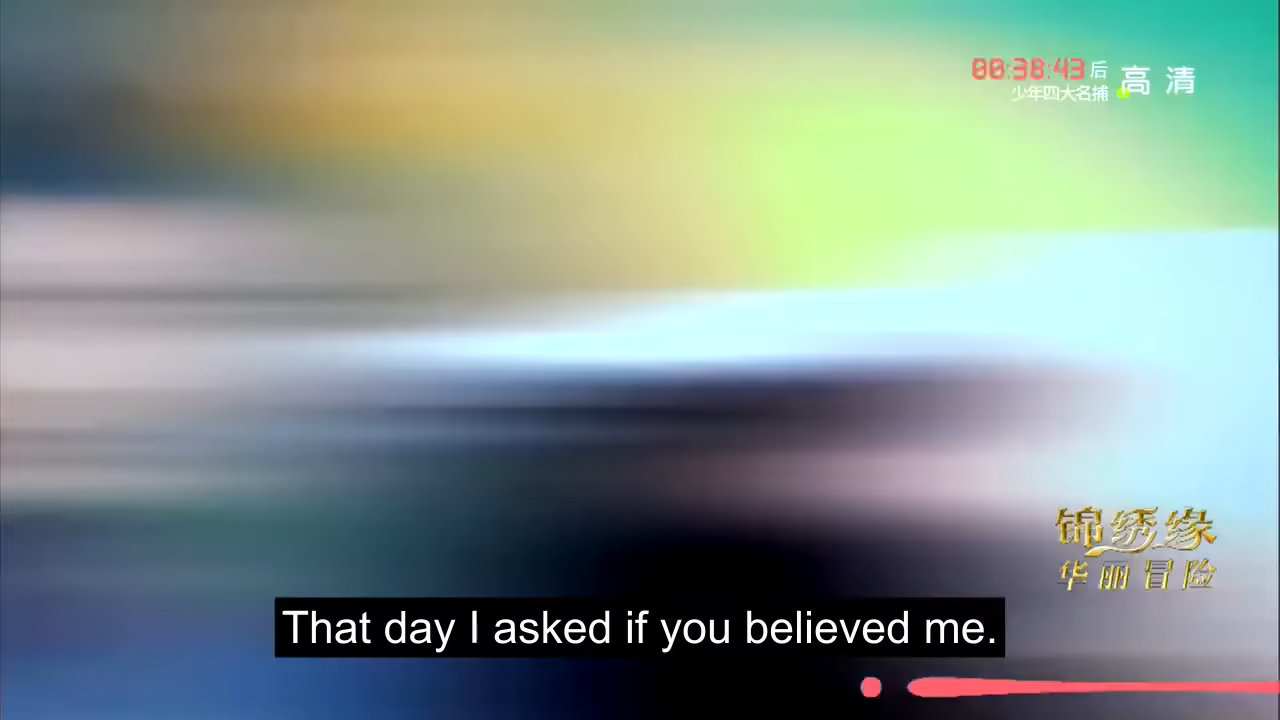 00:38:43后
少年四大名捕
高清
锦绣缘
华丽冒险
That day I asked if you believed me.